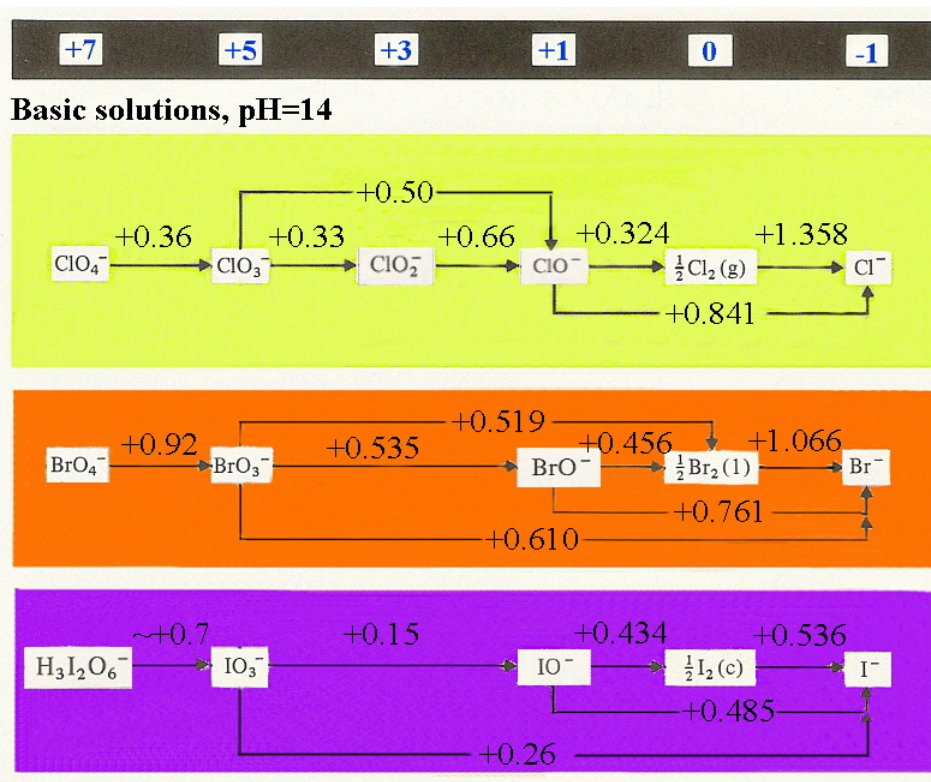 +7 +5 +3 +1 0 -1
Basic solutions, pH=14
+0.50
+0.36 +0.33 +0.66 +0.324 +1.358
ClO₄⁻ ClO₃⁻ ClO₂⁻ ClO⁻ ½Cl₂ (g) Cl⁻
+0.841
+0.519
+0.92 +0.535 +0.456 +1.066
BrO₄⁻ BrO₃⁻ BrO⁻ ½Br₂ (l) Br⁻
+0.761
+0.610
~+0.7 +0.15 +0.434 +0.536
H₃I₂O₆⁻ IO₃⁻ IO⁻ ½I₂ (c) I⁻
+0.485
+0.26